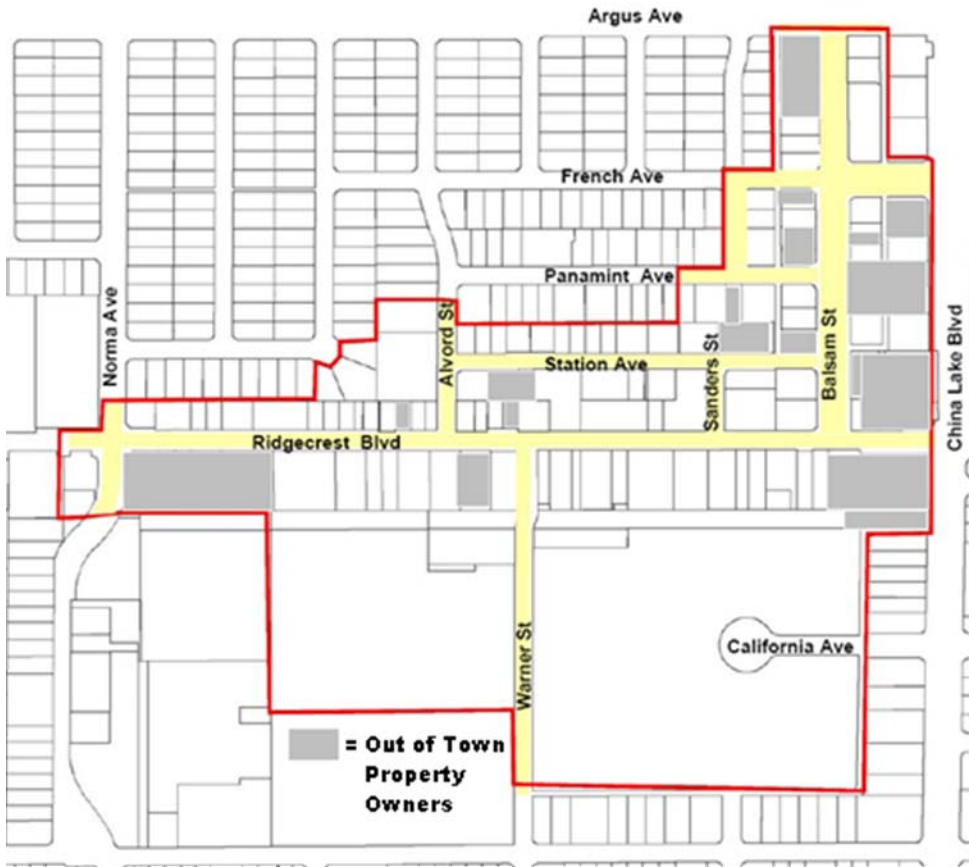 Argus Ave
French Ave
Panamint Ave
Norma Ave
Alvord St
Station Ave
Sanders St
Balsam St
China Lake Blvd
Ridgecrest Blvd
Warner St
California Ave
= Out of Town
Property
Owners